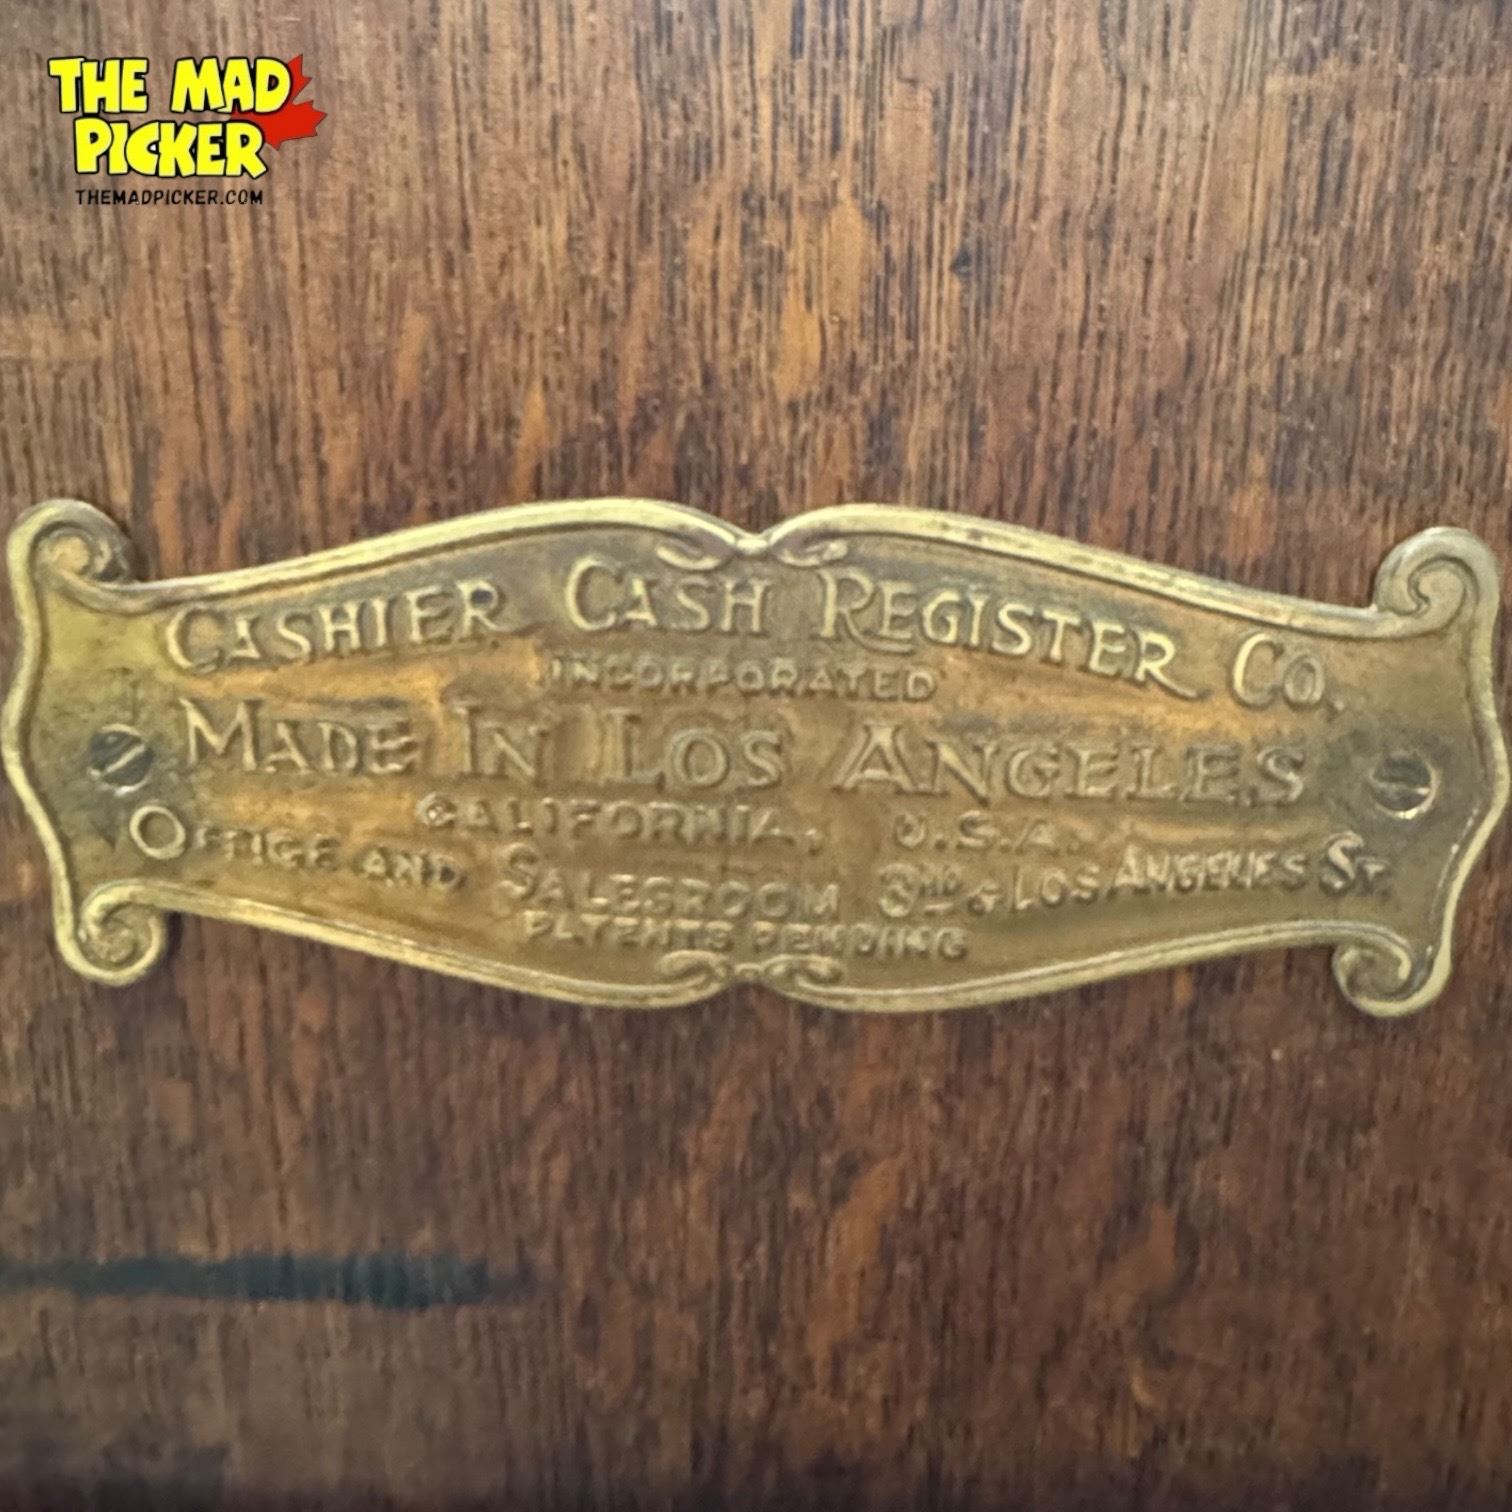 THE MAD
PICKER
THEMADPICKER.COM
CASHIER CASH REGISTER CO.
INCORPORATED
MADE IN LOS ANGELES
CALIFORNIA, U.S.A.
OFFICE AND SALESROOM & LOS ANGELES ST.
PATENTS PENDING